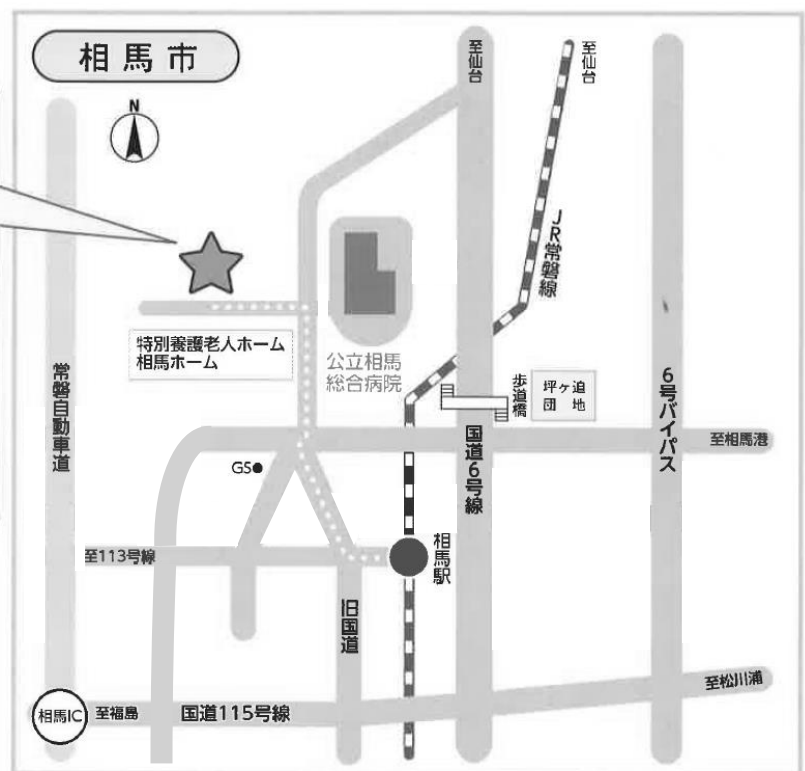 相馬市
N
至仙台
至仙台
JR常磐線
特別養護老人ホーム
相馬ホーム
公立相馬
総合病院
常磐自動車道
歩道橋
坪ヶ迫
団地
6号バイパス
国道6号線
至相馬港
GS
至113号線
相馬駅
旧国道
至松川浦
相馬IC
至福島
国道115号線